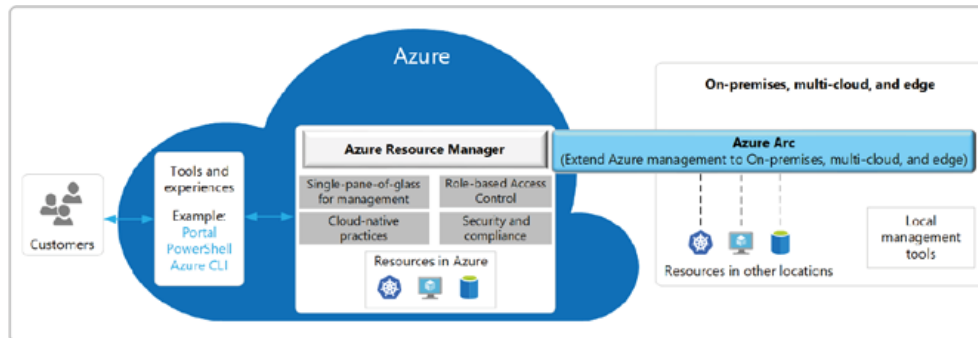 Azure
On-premises, multi-cloud, and edge
Azure Resource Manager
Azure Arc
(Extend Azure management to On-premises, multi-cloud, and edge)
Tools and
experiences
Example:
Portal
PowerShell
Azure CLI
Single-pane-of-glass
for management
Role-based Access
Control
Cloud-native
practices
Security and
compliance
Customers
Resources in Azure
Resources in other locations
Local
management
tools